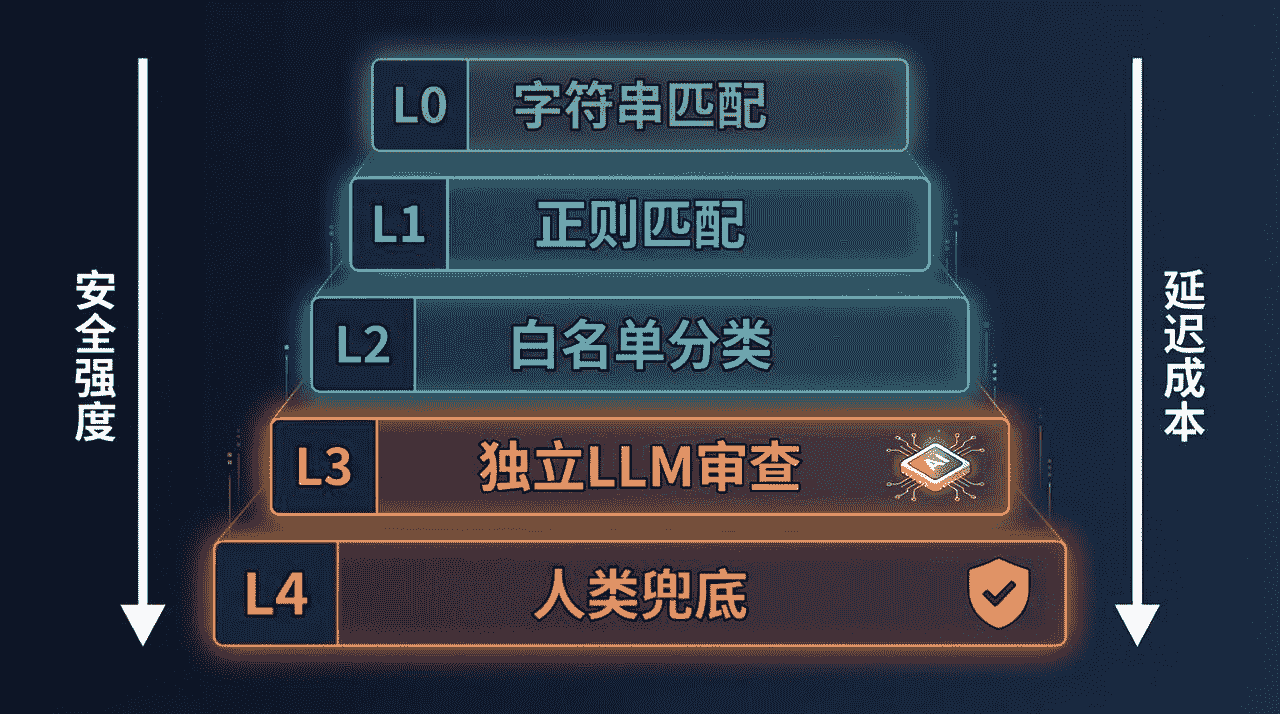 L0 字符串匹配
L1 正则匹配
L2 白名单分类
L3 独立LLM审查 AI
L4 人类兜底
安全强度
延迟成本